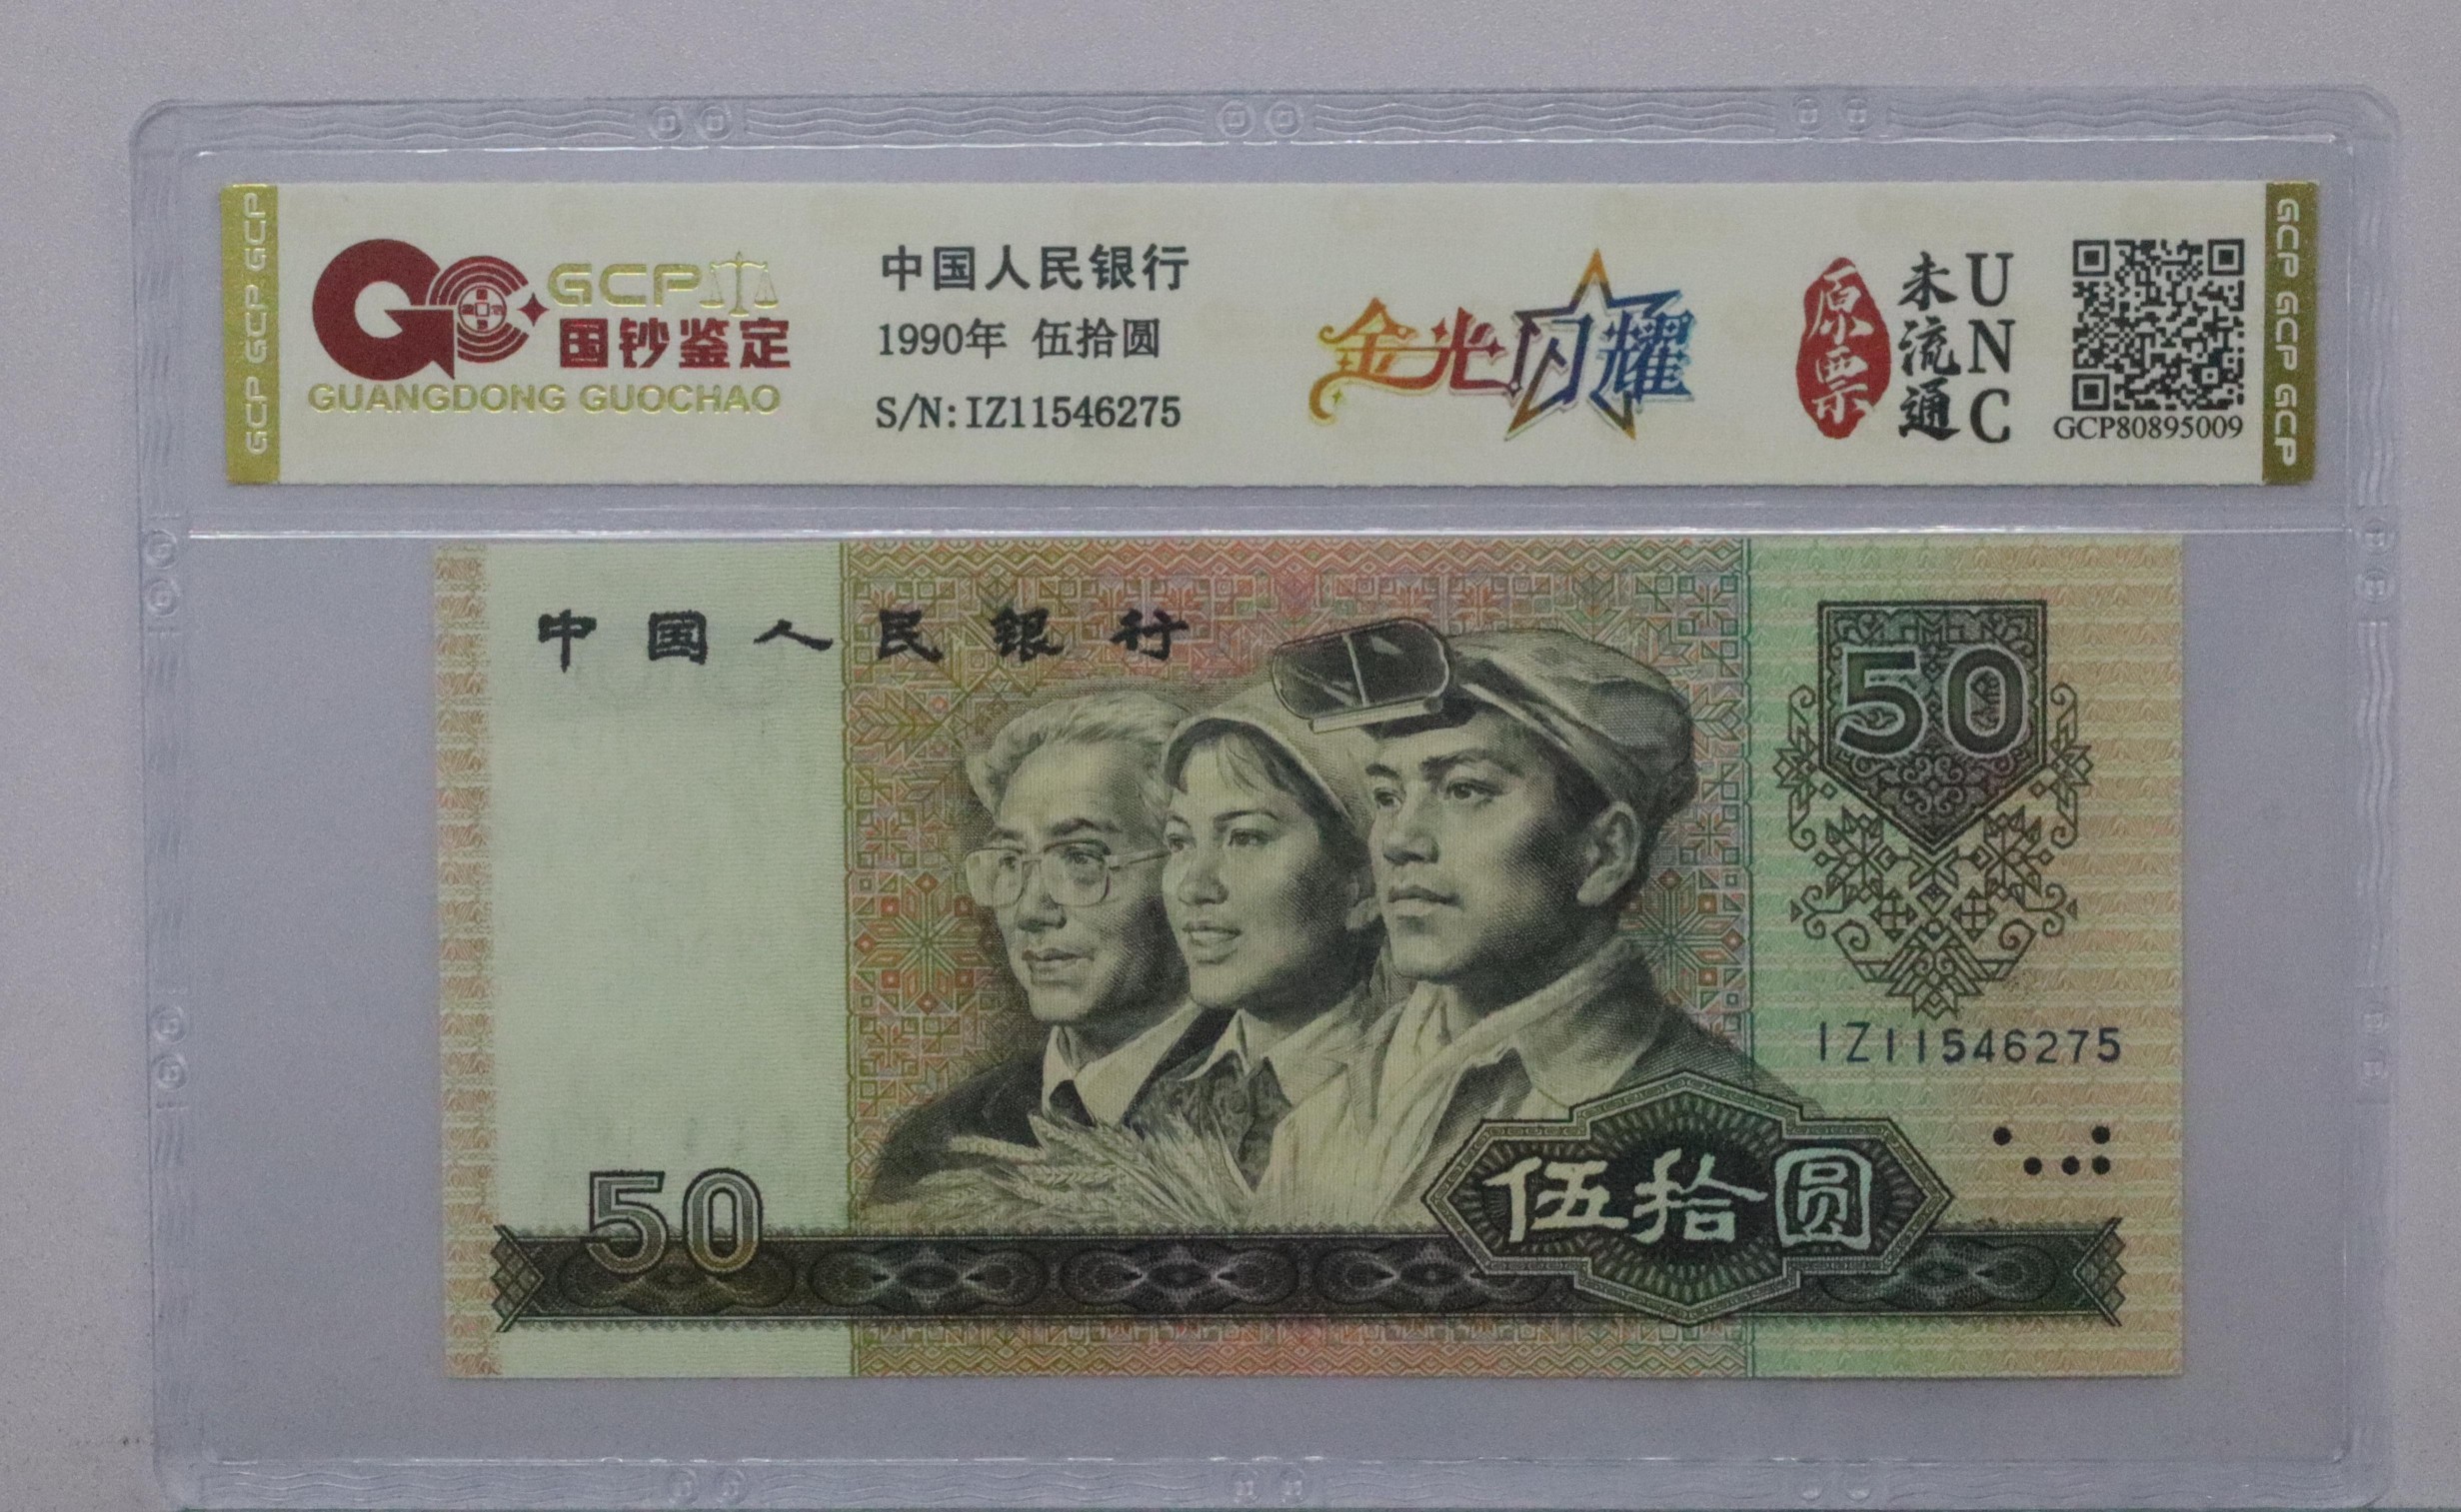 GCP GCP GCP
GCP
国钞鉴定
GUANGDONG GUOCHAO
中国人民银行
1990年 伍拾圆
S/N:IZ11546275
金光闪耀
原票
未流通
UNC
GCP80895009
GCP GCP GCP
中国人民银行
50
IZ11546275
50
伍拾圆